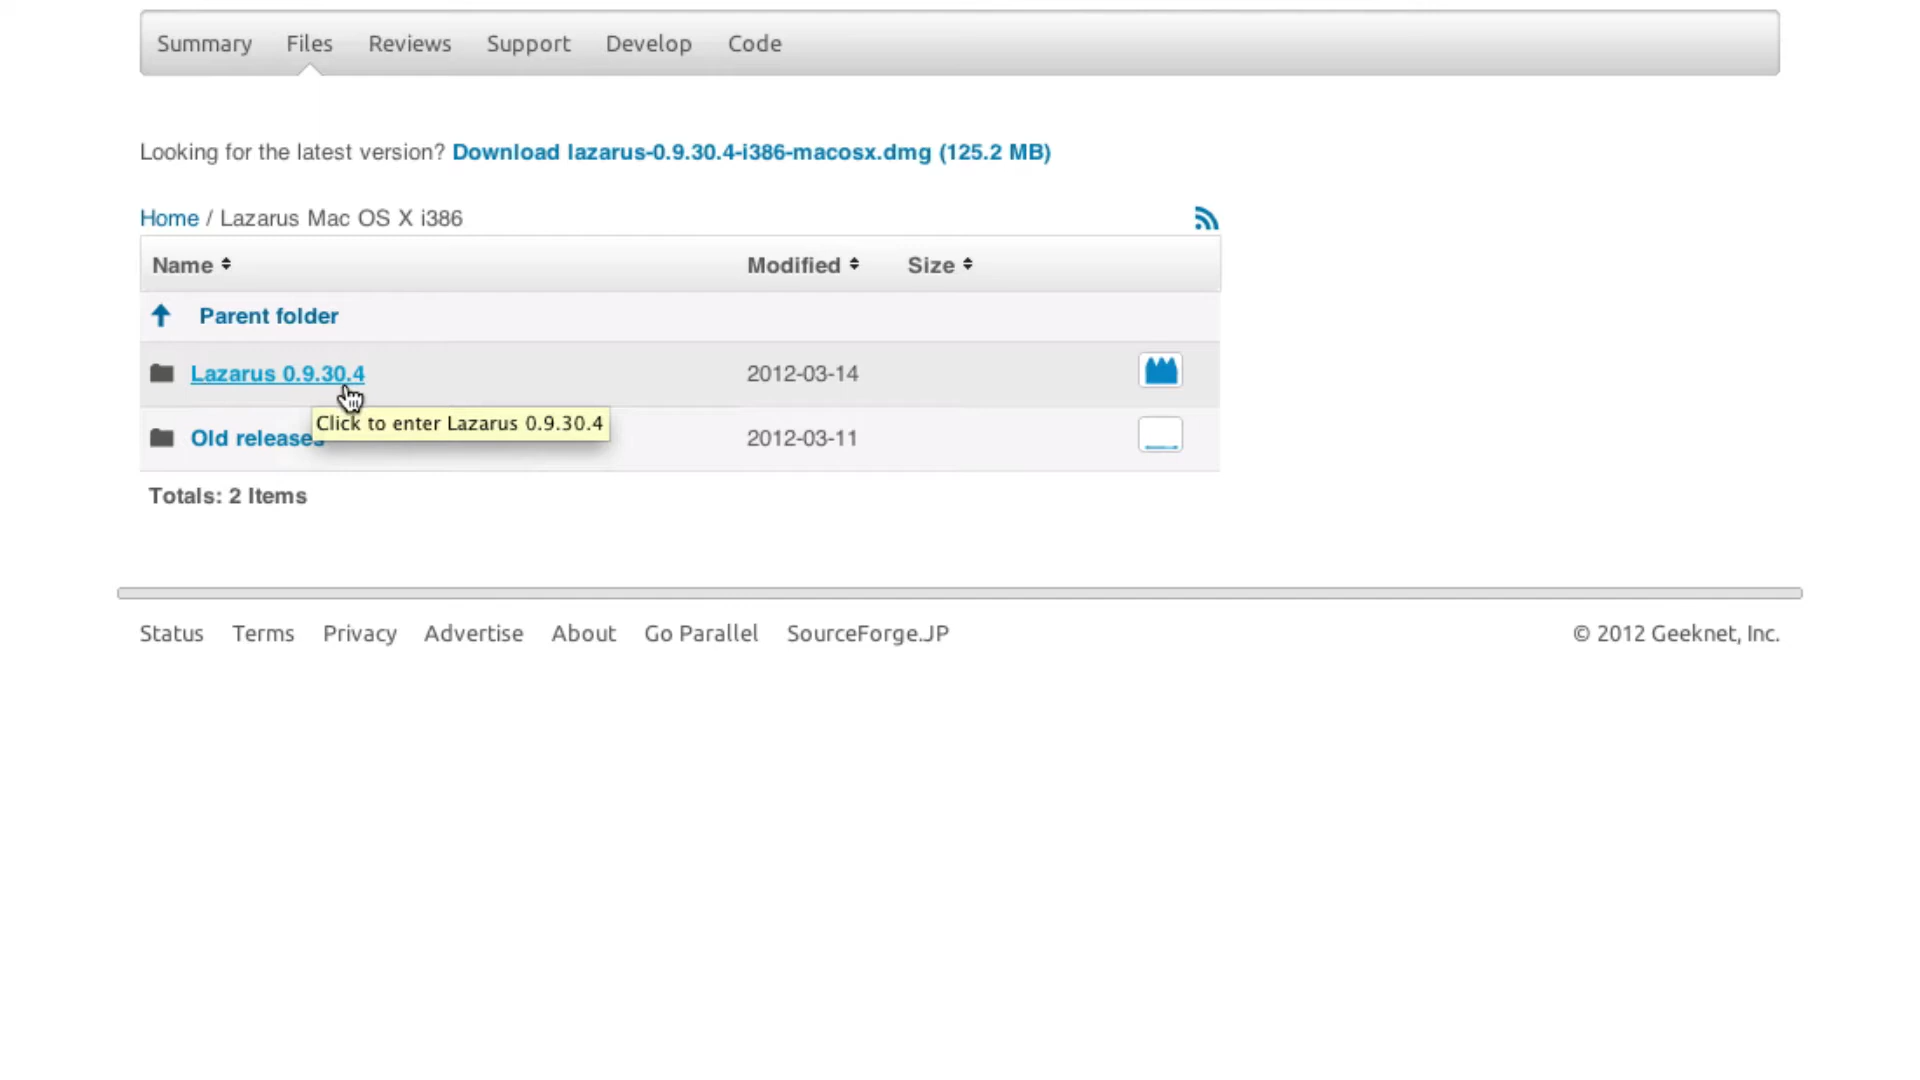 Summary Files Reviews Support Develop Code
Looking for the latest version? Download lazarus-0.9.30.4-i386-macosx.dmg (125.2 MB)
Home / Lazarus Mac OS X i386
Name Modified Size
Parent folder
Lazarus 0.9.30.4 2012-03-14
Click to enter Lazarus 0.9.30.4
Old releases 2012-03-11
Totals: 2 Items
Status Terms Privacy Advertise About Go Parallel SourceForge.JP © 2012 Geeknet, Inc.